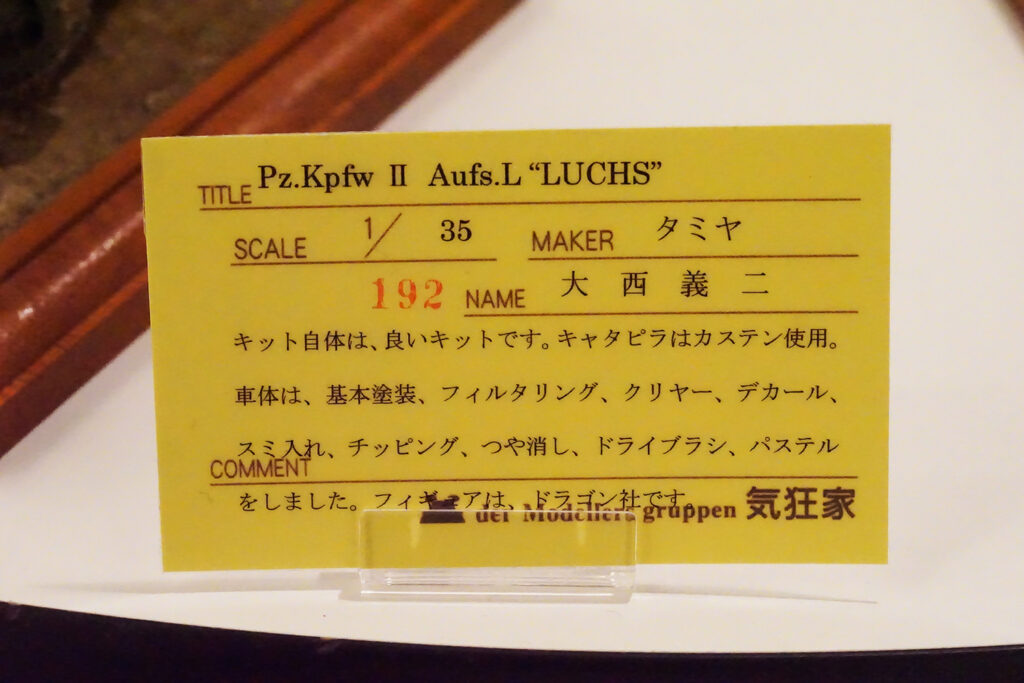 TITLE Pz.Kpfw II Aufs.L “LUCHS”
SCALE 1/35 MAKER タミヤ
192 NAME 大西義二
キット自体は、良いキットです。キャタピラはカステン使用。
車体は、基本塗装、フィルタリング、クリヤー、デカール、
スミ入れ、チッピング、つや消し、ドライブラシ、パステル
COMMENT
をしました。フィギュアは、ドラゴン社です。
der Modellers gruppen 気狂家